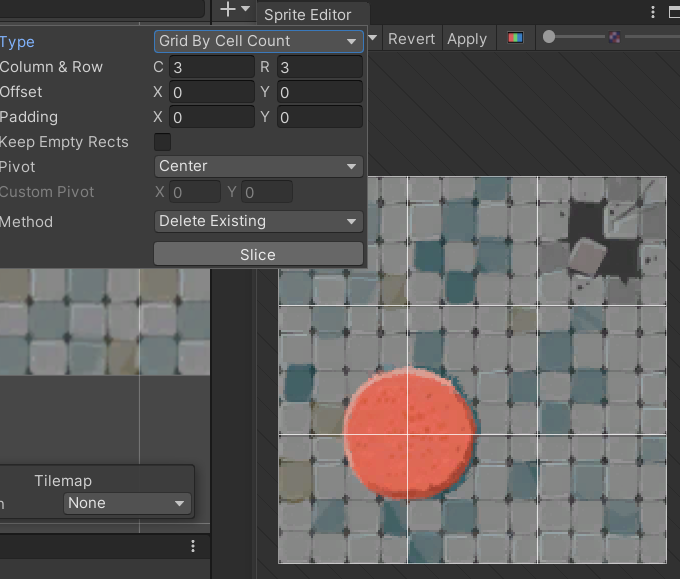 Sprite Editor
Type Grid By Cell Count Revert Apply
Column & Row C 3 R 3
Offset X 0 Y 0
Padding X 0 Y 0
Keep Empty Rects
Pivot Center
Custom Pivot X 0 Y 0
Method Delete Existing
Slice
Tilemap
None